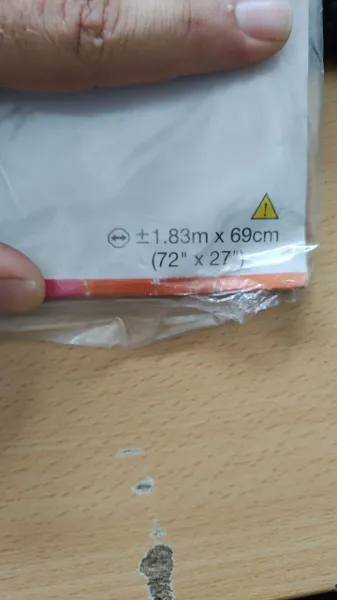 ±1.83m x 69cm
(72" x 27")